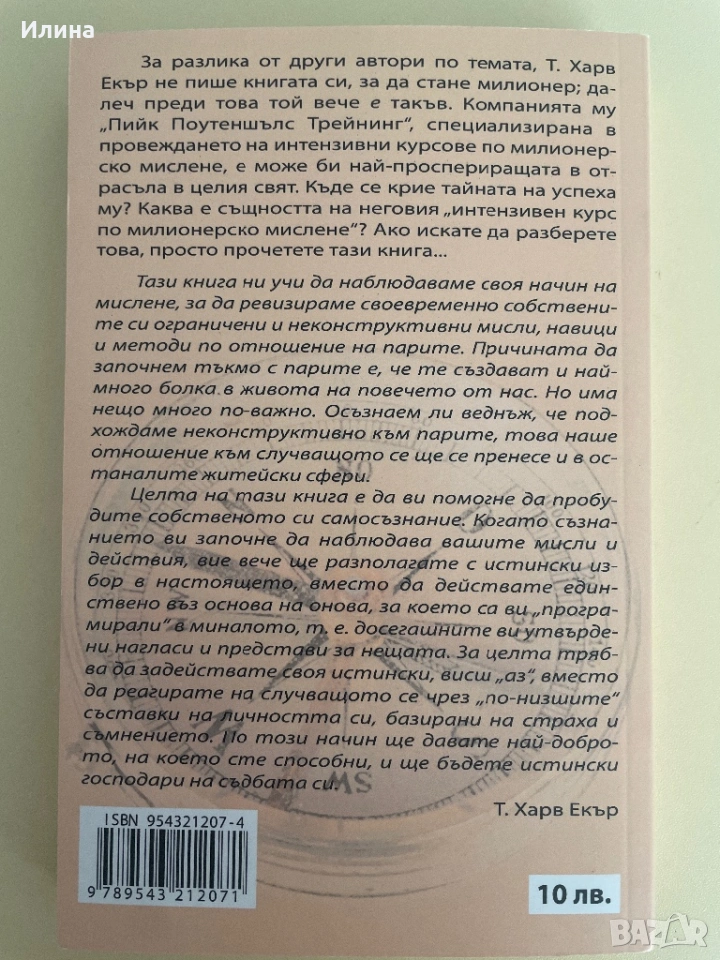 Илина
За разлика от други автори по темата, Т. Харв
Екър не пише книгата си, за да стане милионер; да-
леч преди това той вече е такъв. Компанията му
„Пийк Поутеншълс Трейнинг“, специализирана в
провеждането на интензивни курсове по милионер-
ско мислене, е може би най-проспериращата в от-
расъла в целия свят. Къде се крие тайната на успеха
му? Каква е същността на неговия „интензивен курс
по милионерско мислене“? Ако искате да разберете
това, просто прочетете тази книга...
Тази книга ни учи да наблюдаваме своя начин на
мислене, за да ревизираме своевременно собствени-
те си ограничени и неконструктивни мисли, навици
и методи по отношение на парите. Причината да
започнем тъкмо с парите е, че те създават и най-
много болка в живота на повечето от нас. Но има
нещо много по-важно. Осъзнаем ли веднъж, че под-
хождаме неконструктивно към парите, това наше
отношение към случващото се ще се пренесе и в ос-
таналите житейски сфери.
Целта на тази книга е да ви помогне да пробу-
дите собственото си самосъзнание. Когато съзна-
нието ви започне да наблюдава вашите мисли и
действия, вие вече ще разполагате с истински из-
бор в настоящето, вместо да действате един-
ствено въз основа на онова, за което са ви „програ-
мирали“ в миналото, т. е. досегашните ви утвърде-
ни нагласи и представи за нещата. За целта тряб-
ва да задействате своя истински, висш „аз“, вместо
да реагирате на случващото се чрез „по-низшите“
съставки на личността си, базирани на страха и
съмнението. По този начин ще давате най-добро-
то, на което сте способни, и ще бъдете истински
господари на съдбата си.
SW
Т. Харв Екър
ISBN 954321207-4
9 789543 212071
10 лв.
BAZAR